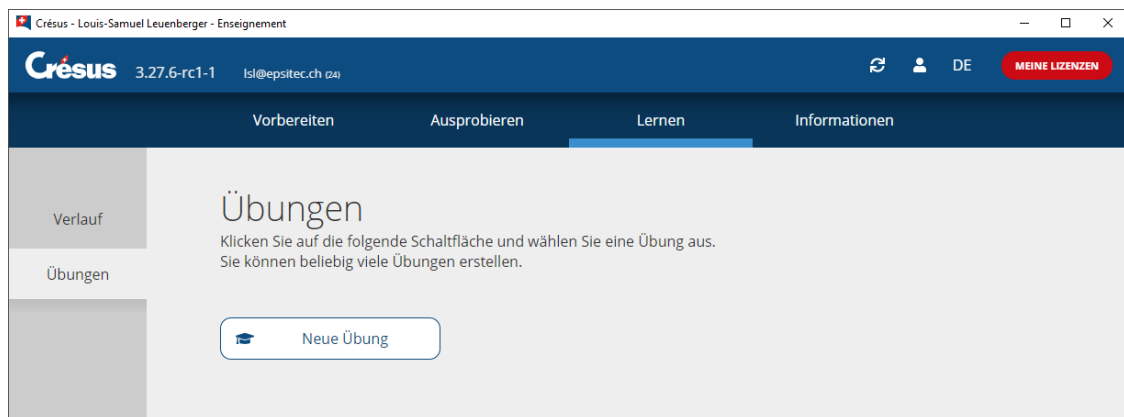 Crésus - Louis-Samuel Leuenberger - Enseignement
Crésus 3.27.6-rc1-1 lsl@epsitec.ch (24) DE MEINE LIZENZEN
Vorbereiten Ausprobieren Lernen Informationen
Verlauf
Übungen
Übungen
Klicken Sie auf die folgende Schaltfläche und wählen Sie eine Übung aus.
Sie können beliebig viele Übungen erstellen.
Neue Übung